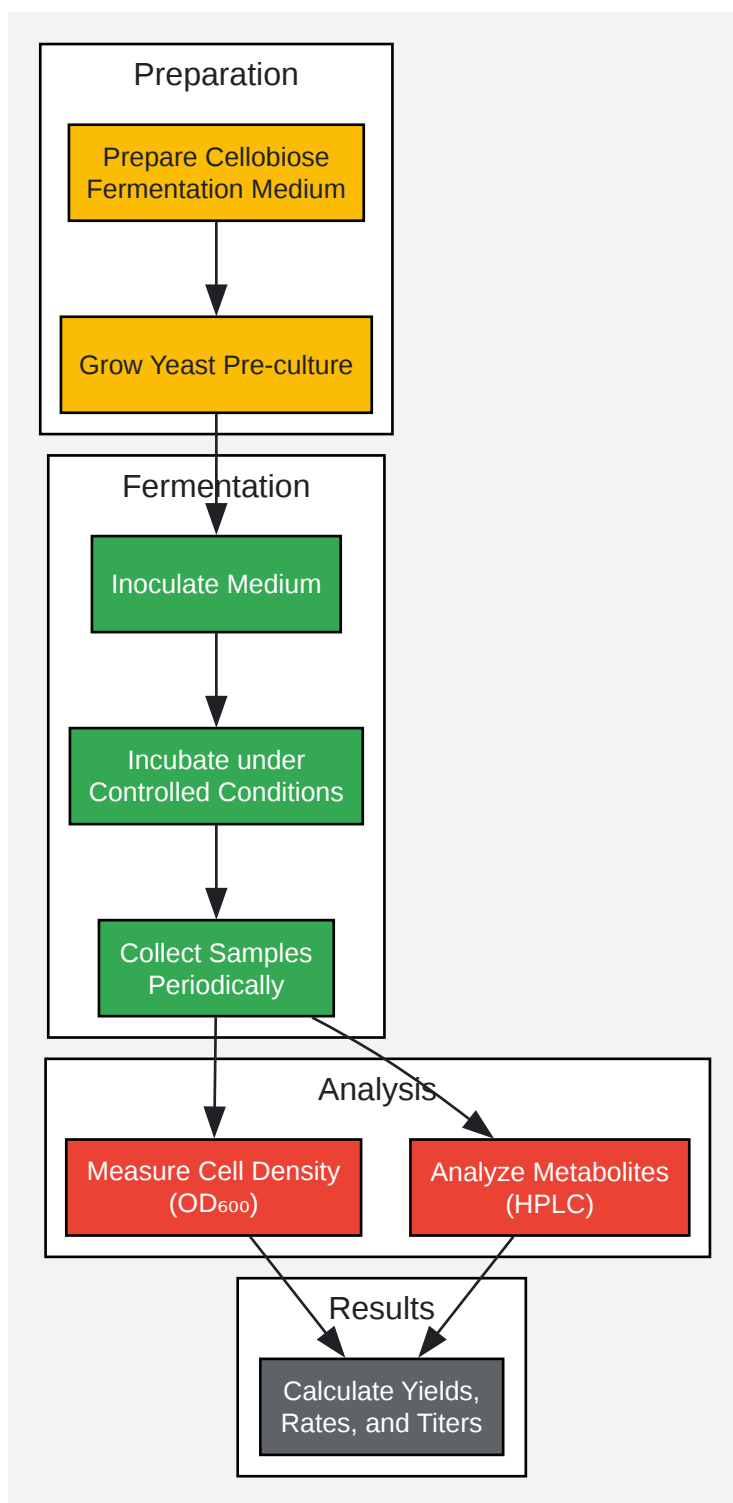 Preparation
Prepare Cellobiose
Fermentation Medium
Grow Yeast Pre-culture
Fermentation
Inoculate Medium
Incubate under
Controlled Conditions
Collect Samples
Periodically
Analysis
Measure Cell Density
(OD₆₀₀)
Analyze Metabolites
(HPLC)
Results
Calculate Yields,
Rates, and Titers